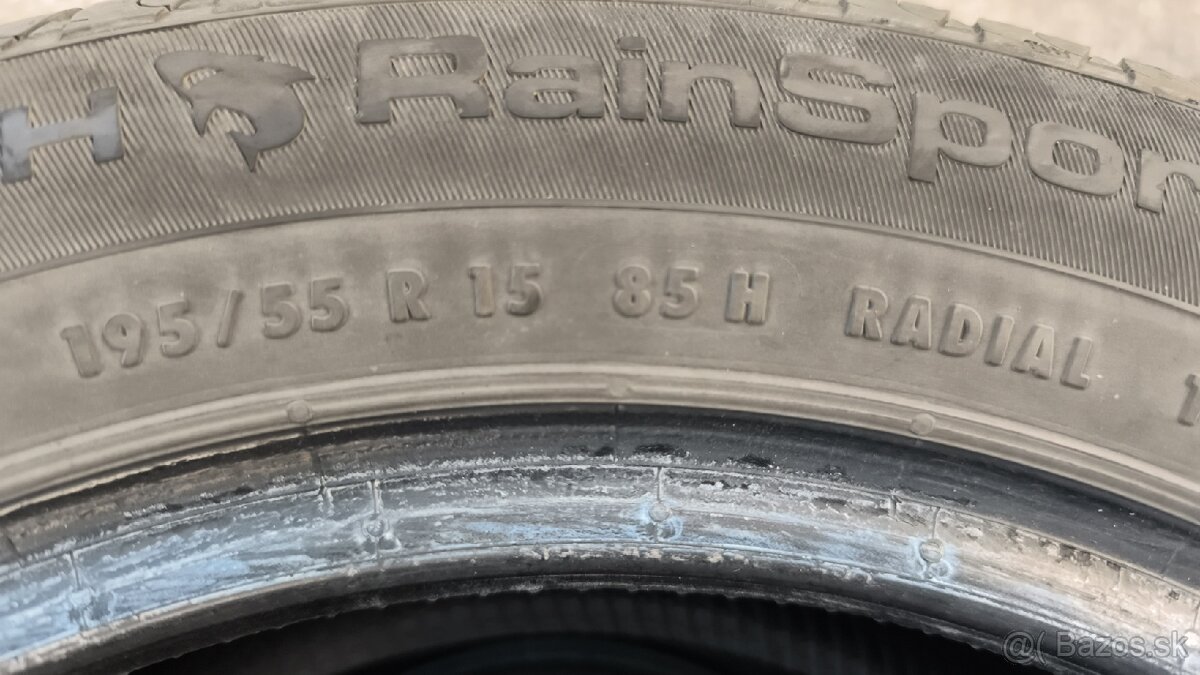 H RainSpor
195/55 R 15 85 H RADIAL
Bazos.sk